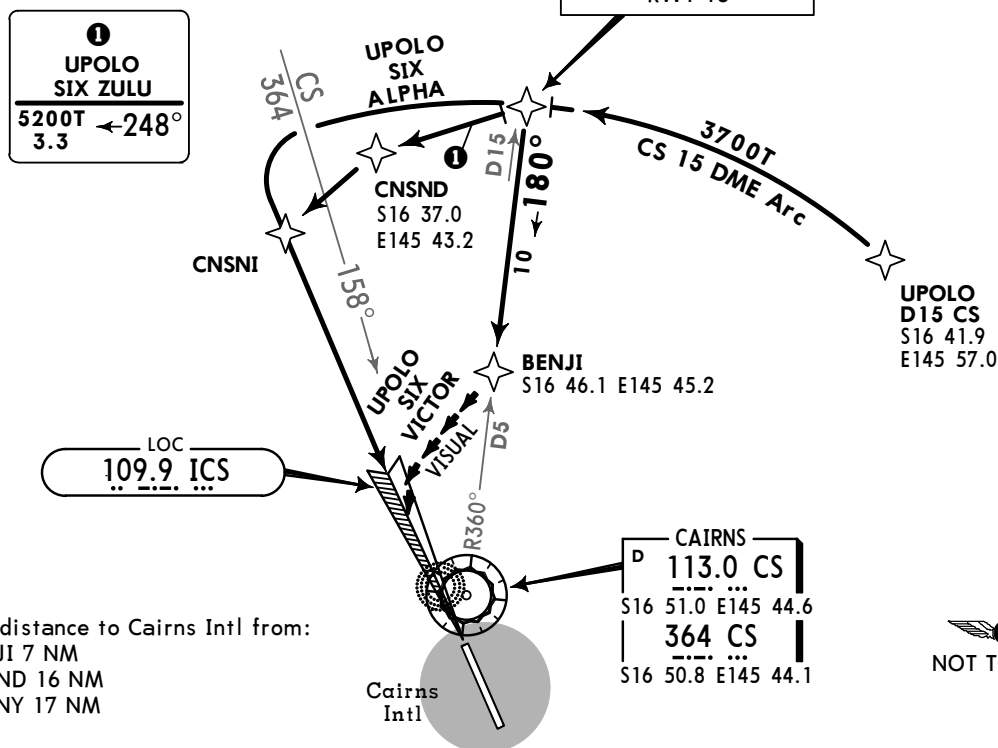 RWY 15
❶
UPOLO
SIX ZULU
5200T
3.3
248°
CS
364
UPOLO
SIX
ALPHA
❶
D15
180°
10
3700T
CS 15 DME Arc
CNSND
S16 37.0
E145 43.2
CNSNI
158°
UPOLO
D15 CS
S16 41.9
E145 57.0
BENJI
S16 46.1 E145 45.2
UPOLO
SIX
VICTOR
VISUAL
D5
R360°
LOC
109.9 ICS
CAIRNS
D
113.0 CS
S16 51.0 E145 44.6
364 CS
S16 50.8 E145 44.1
distance to Cairns Intl from:
JI 7 NM
ND 16 NM
NY 17 NM
Cairns
Intl
NOT T